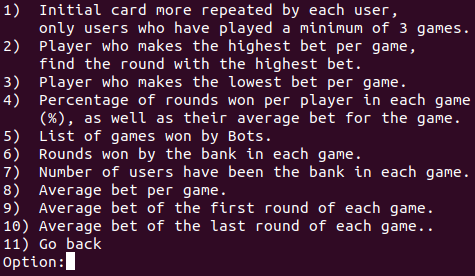 1)  Initial card more repeated by each user,
    only users who have played a minimum of 3 games.
2)  Player who makes the highest bet per game,
    find the round with the highest bet.
3)  Player who makes the lowest bet per game.
4)  Percentage of rounds won per player in each game
    (%), as well as their average bet for the game.
5)  List of games won by Bots.
6)  Rounds won by the bank in each game.
7)  Number of users have been the bank in each game.
8)  Average bet per game.
9)  Average bet of the first round of each game.
10) Average bet of the last round of each game..
11) Go back
Option: